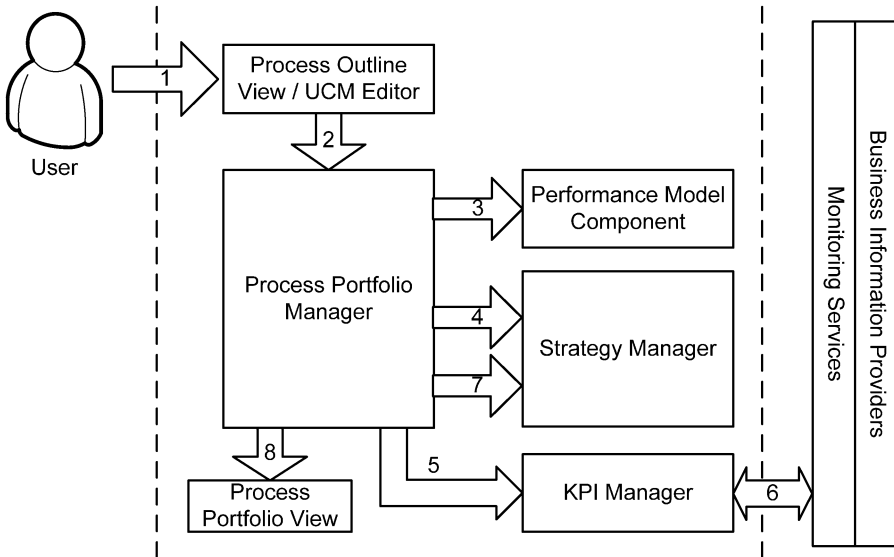 1
Process Outline
View / UCM Editor
User
2
Process Portfolio
Manager
3
Performance Model
Component
4
7
Strategy Manager
8
Process
Portfolio View
5
KPI Manager
6
Monitoring Services
Business Information Providers